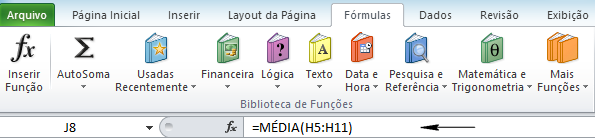 Arquivo Página Inicial Inserir Layout da Página Fórmulas Dados Revisão Exibição
fx Σ ? A θ
Inserir Função AutoSoma Usadas Recentemente Financeira Lógica Texto Data e Hora Pesquisa e Referência Matemática e Trigonometria Mais Funções
Biblioteca de Funções
J8 fx =MÉDIA(H5:H11)